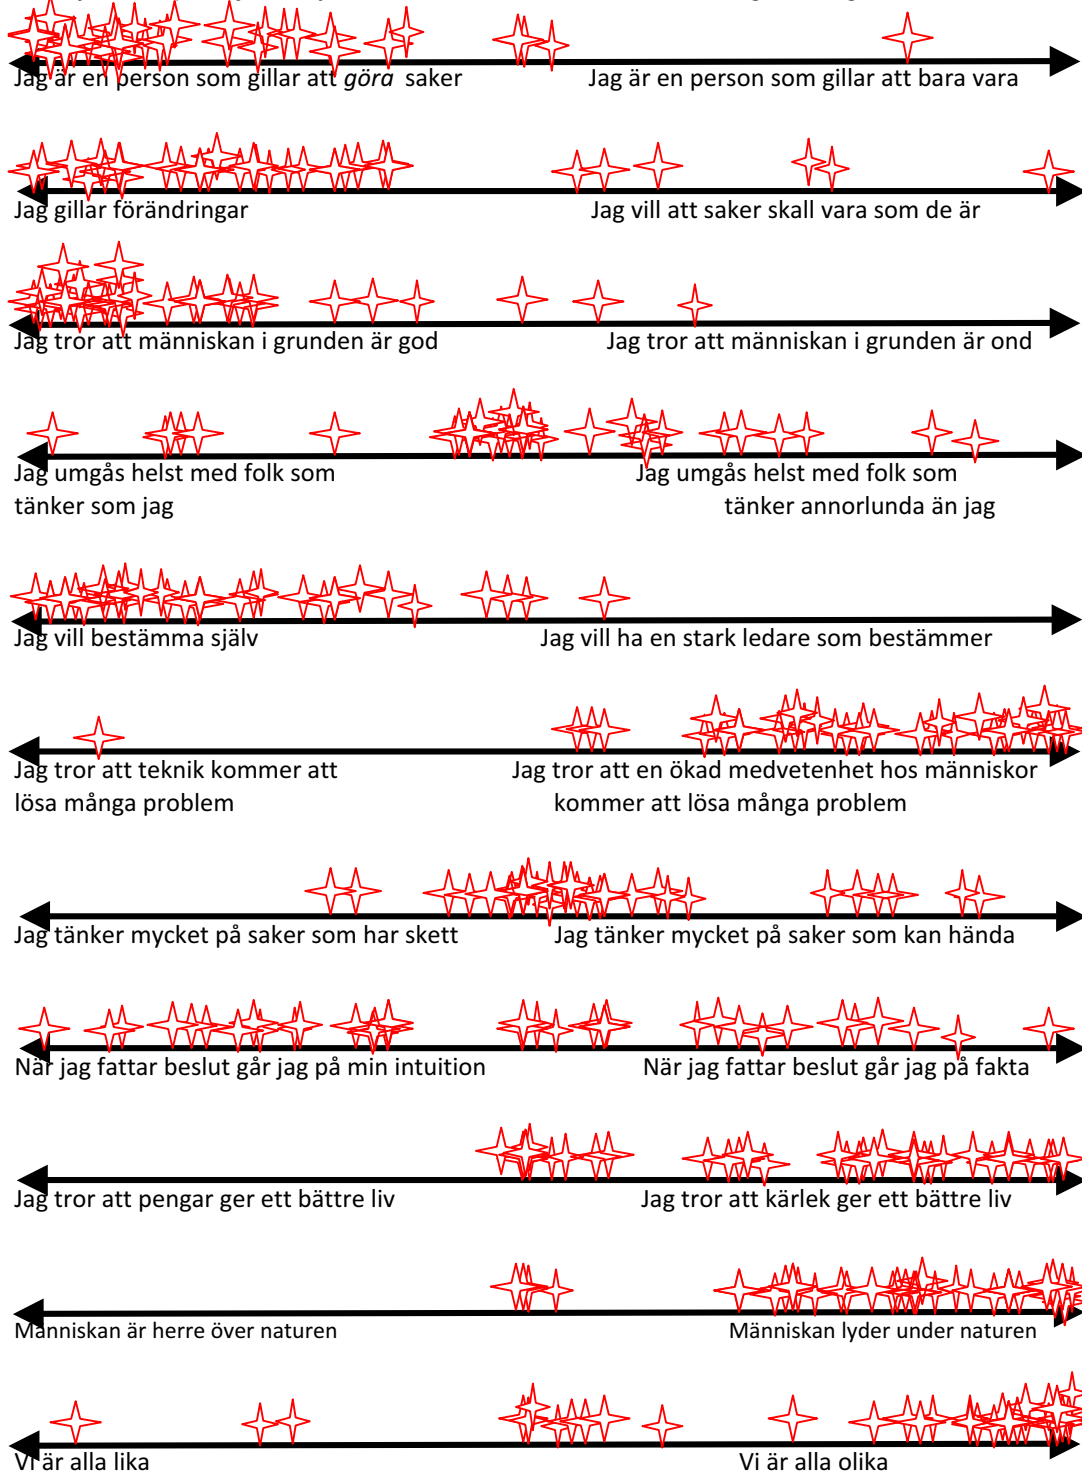 Jag är en person som gillar att göra saker Jag är en person som gillar att bara vara
Jag gillar förändringar Jag vill att saker skall vara som de är
Jag tror att människan i grunden är god Jag tror att människan i grunden är ond
Jag umgås helst med folk som Jag umgås helst med folk som
tänker som jag tänker annorlunda än jag
Jag vill bestämma själv Jag vill ha en stark ledare som bestämmer
Jag tror att teknik kommer att Jag tror att en ökad medvetenhet hos människor
lösa många problem kommer att lösa många problem
Jag tänker mycket på saker som har skett Jag tänker mycket på saker som kan hända
När jag fattar beslut går jag på min intuition När jag fattar beslut går jag på fakta
Jag tror att pengar ger ett bättre liv Jag tror att kärlek ger ett bättre liv
Människan är herre över naturen Människan lyder under naturen
Vi är alla lika Vi är alla olika